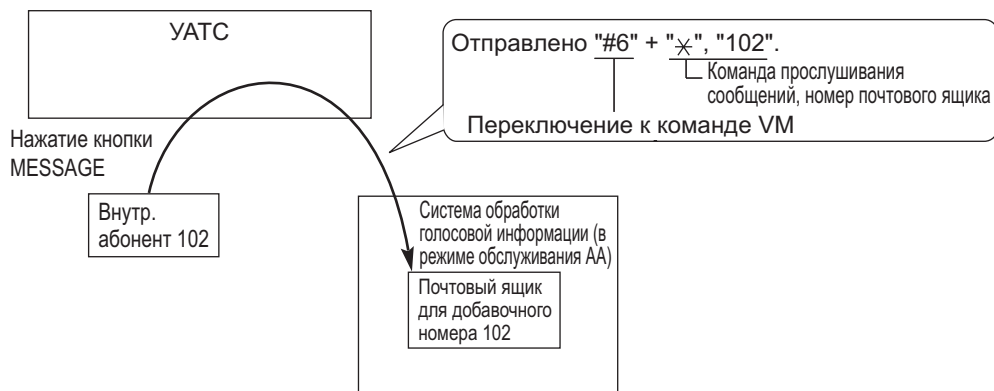 УАТС
Отправлено "#6" + "*", "102".
Команда прослушивания
сообщений, номер почтового ящика
Переключение к команде VM
Нажатие кнопки
MESSAGE
Внутр.
абонент 102
Система обработки
голосовой информации (в
режиме обслуживания АА)
Почтовый ящик
для добавочного
номера 102